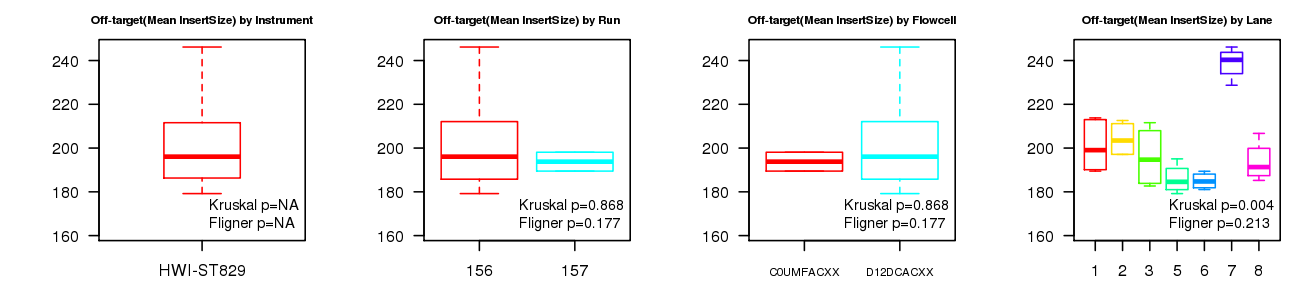 Off-target(Mean InsertSize) by Instrument
240
220
200
180
160
Kruskal p=NA
Fligner p=NA
HWI-ST829
Off-target(Mean InsertSize) by Run
240
220
200
180
160
Kruskal p=0.868
Fligner p=0.177
156 157
Off-target(Mean InsertSize) by Flowcell
240
220
200
180
160
Kruskal p=0.868
Fligner p=0.177
C0UMFACXX D12DCACXX
Off-target(Mean InsertSize) by Lane
240
220
200
180
160
Kruskal p=0.004
Fligner p=0.213
1 2 3 5 6 7 8